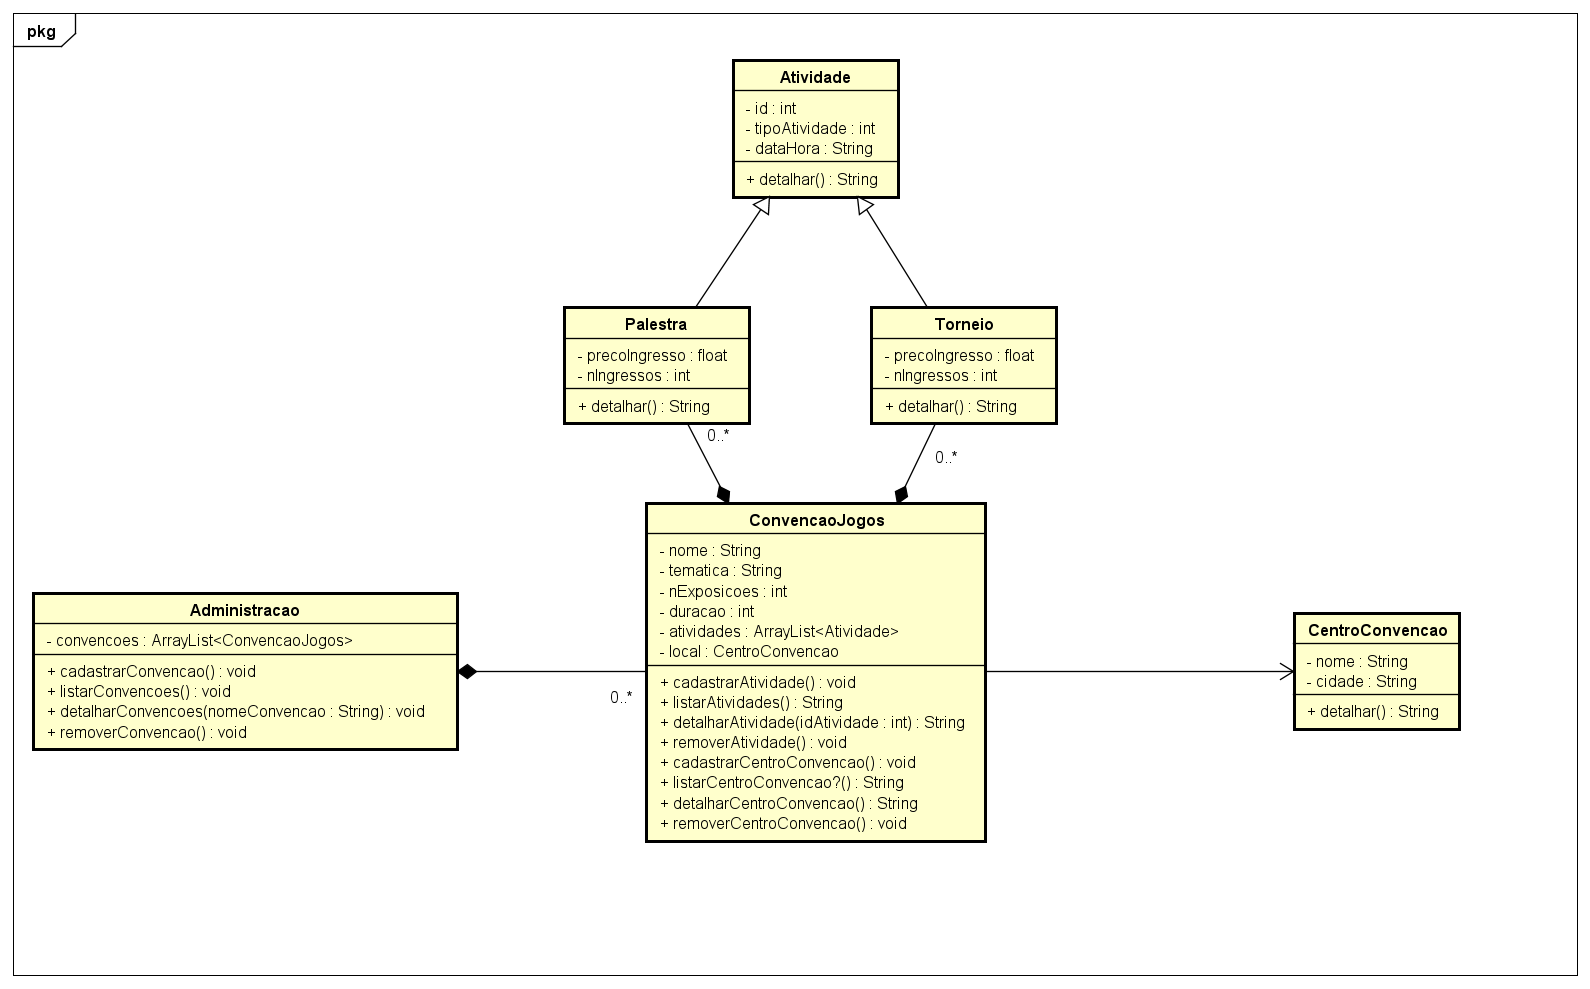 pkg
Atividade
- id : int
- tipoAtividade : int
- dataHora : String
+ detalhar() : String
Palestra
- precoIngresso : float
- nIngressos : int
+ detalhar() : String
0..*
Torneio
- precoIngresso : float
- nIngressos : int
+ detalhar() : String
0..*
ConvencaoJogos
- nome : String
- tematica : String
- nExposicoes : int
- duracao : int
- atividades : ArrayList<Atividade>
- local : CentroConvencao
+ cadastrarAtividade() : void
+ listarAtividades() : String
+ detalharAtividade(idAtividade : int) : String
+ removerAtividade() : void
+ cadastrarCentroConvencao() : void
+ listarCentroConvencao?() : String
+ detalharCentroConvencao() : String
+ removerCentroConvencao() : void
Administracao
- convencoes : ArrayList<ConvencaoJogos>
+ cadastrarConvencao() : void
+ listarConvencoes() : void
+ detalharConvencoes(nomeConvencao : String) : void
+ removerConvencao() : void
0..*
CentroConvencao
- nome : String
- cidade : String
+ detalhar() : String